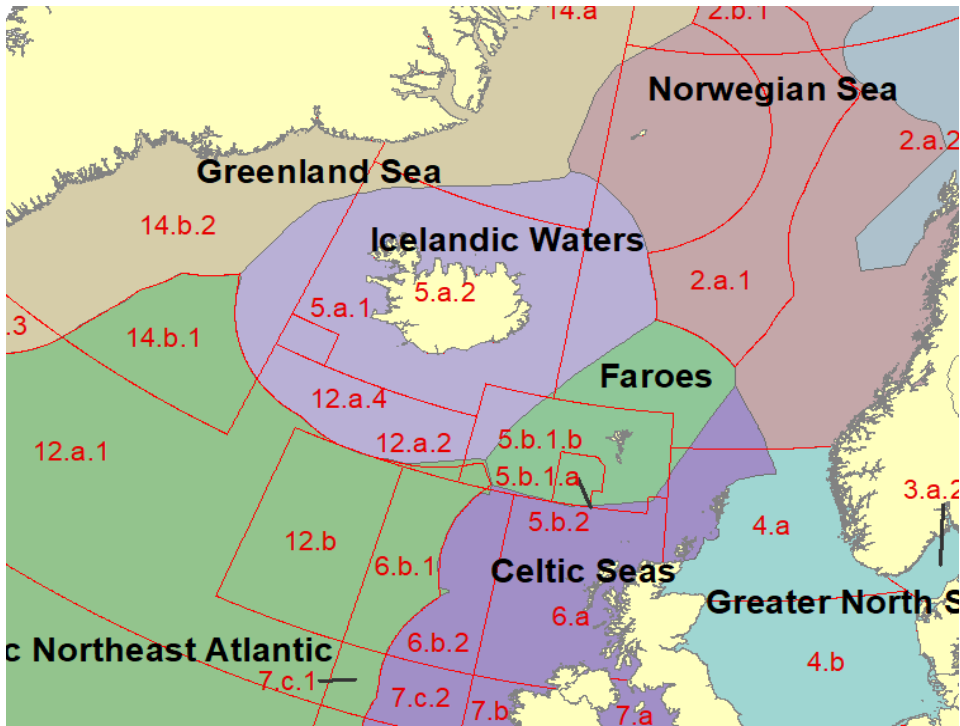 14.a
2.b.1
Norwegian Sea
2.a.2
Greenland Sea
14.b.2
Icelandic Waters
5.a.1
5.a.2
2.a.1
.3
14.b.1
Faroes
12.a.4
12.a.1
12.a.2
5.b.1.b
5.b.1.a
3.a.2
5.b.2
4.a
12.b
6.b.1
Celtic Seas
6.a
Greater North S
6.b.2
c Northeast Atlantic
4.b
7.c.1
7.c.2
7.b
7.a